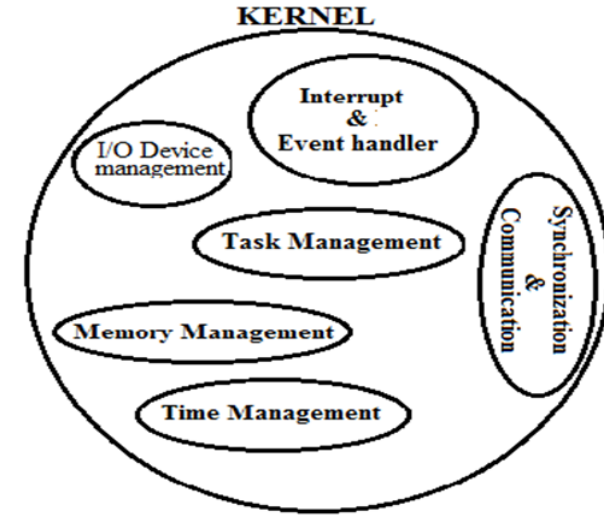 KERNEL
Interrupt
&
Event handler
I/O Device
management
Task Management
Synchronization
&
Communication
Memory Management
Time Management